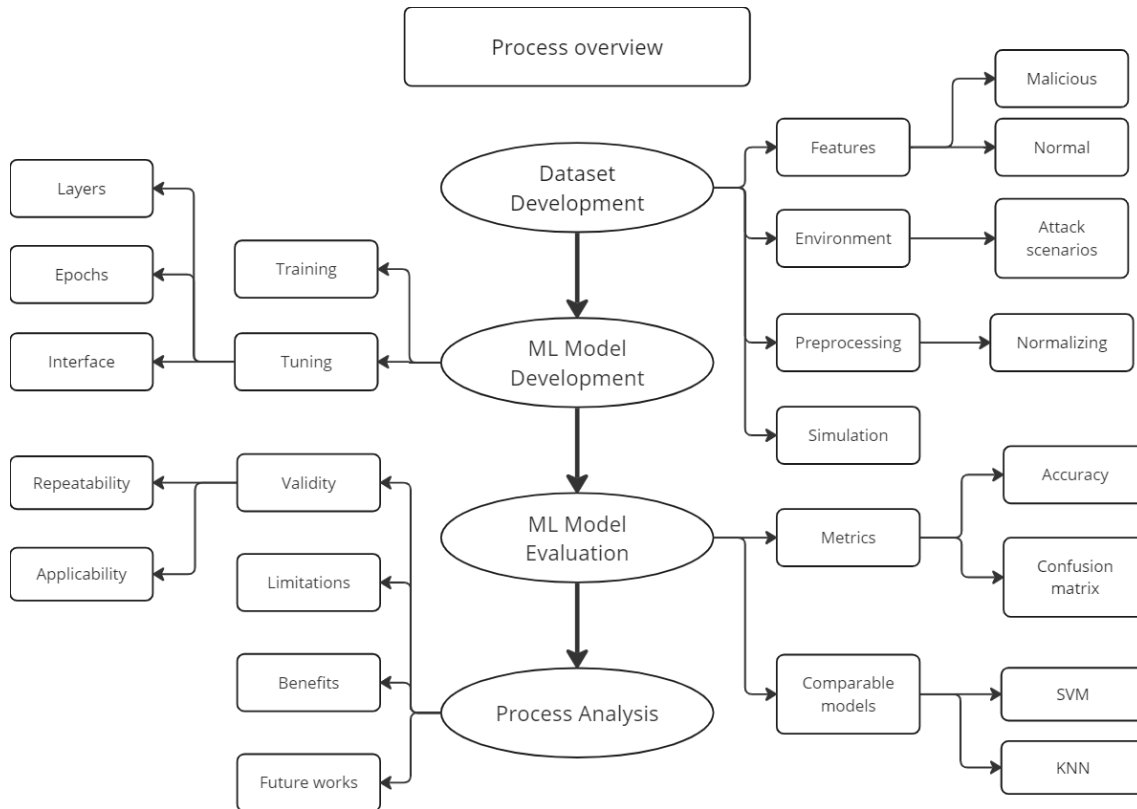 Process overview
Malicious
Features
Normal
Dataset
Development
Layers
Environment
Attack
scenarios
Training
Epochs
Preprocessing
Normalizing
ML Model
Development
Interface
Tuning
Simulation
Repeatability
Validity
Accuracy
ML Model
Evaluation
Metrics
Applicability
Limitations
Confusion
matrix
Benefits
Process Analysis
Comparable
models
SVM
Future works
KNN